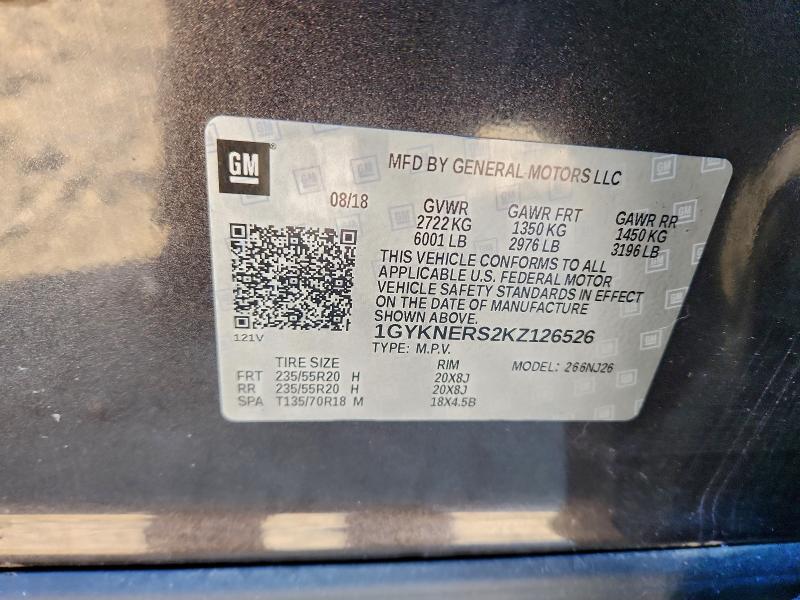 GM
MFD BY GENERAL MOTORS LLC
08/18 GVWR GAWR FRT GAWR RR
2722 KG 1350 KG 1450 KG
6001 LB 2976 LB 3196 LB
THIS VEHICLE CONFORMS TO ALL
APPLICABLE U.S. FEDERAL MOTOR
VEHICLE SAFETY STANDARDS IN EFFECT
ON THE DATE OF MANUFACTURE
SHOWN ABOVE.
1GYKNERS2KZ126526
121V
TYPE: M.P.V. MODEL: 266NJ26
TIRE SIZE RIM
FRT 235/55R20 H 20X8J
RR 235/55R20 H 20X8J
SPA T135/70R18 M 18X4.5B